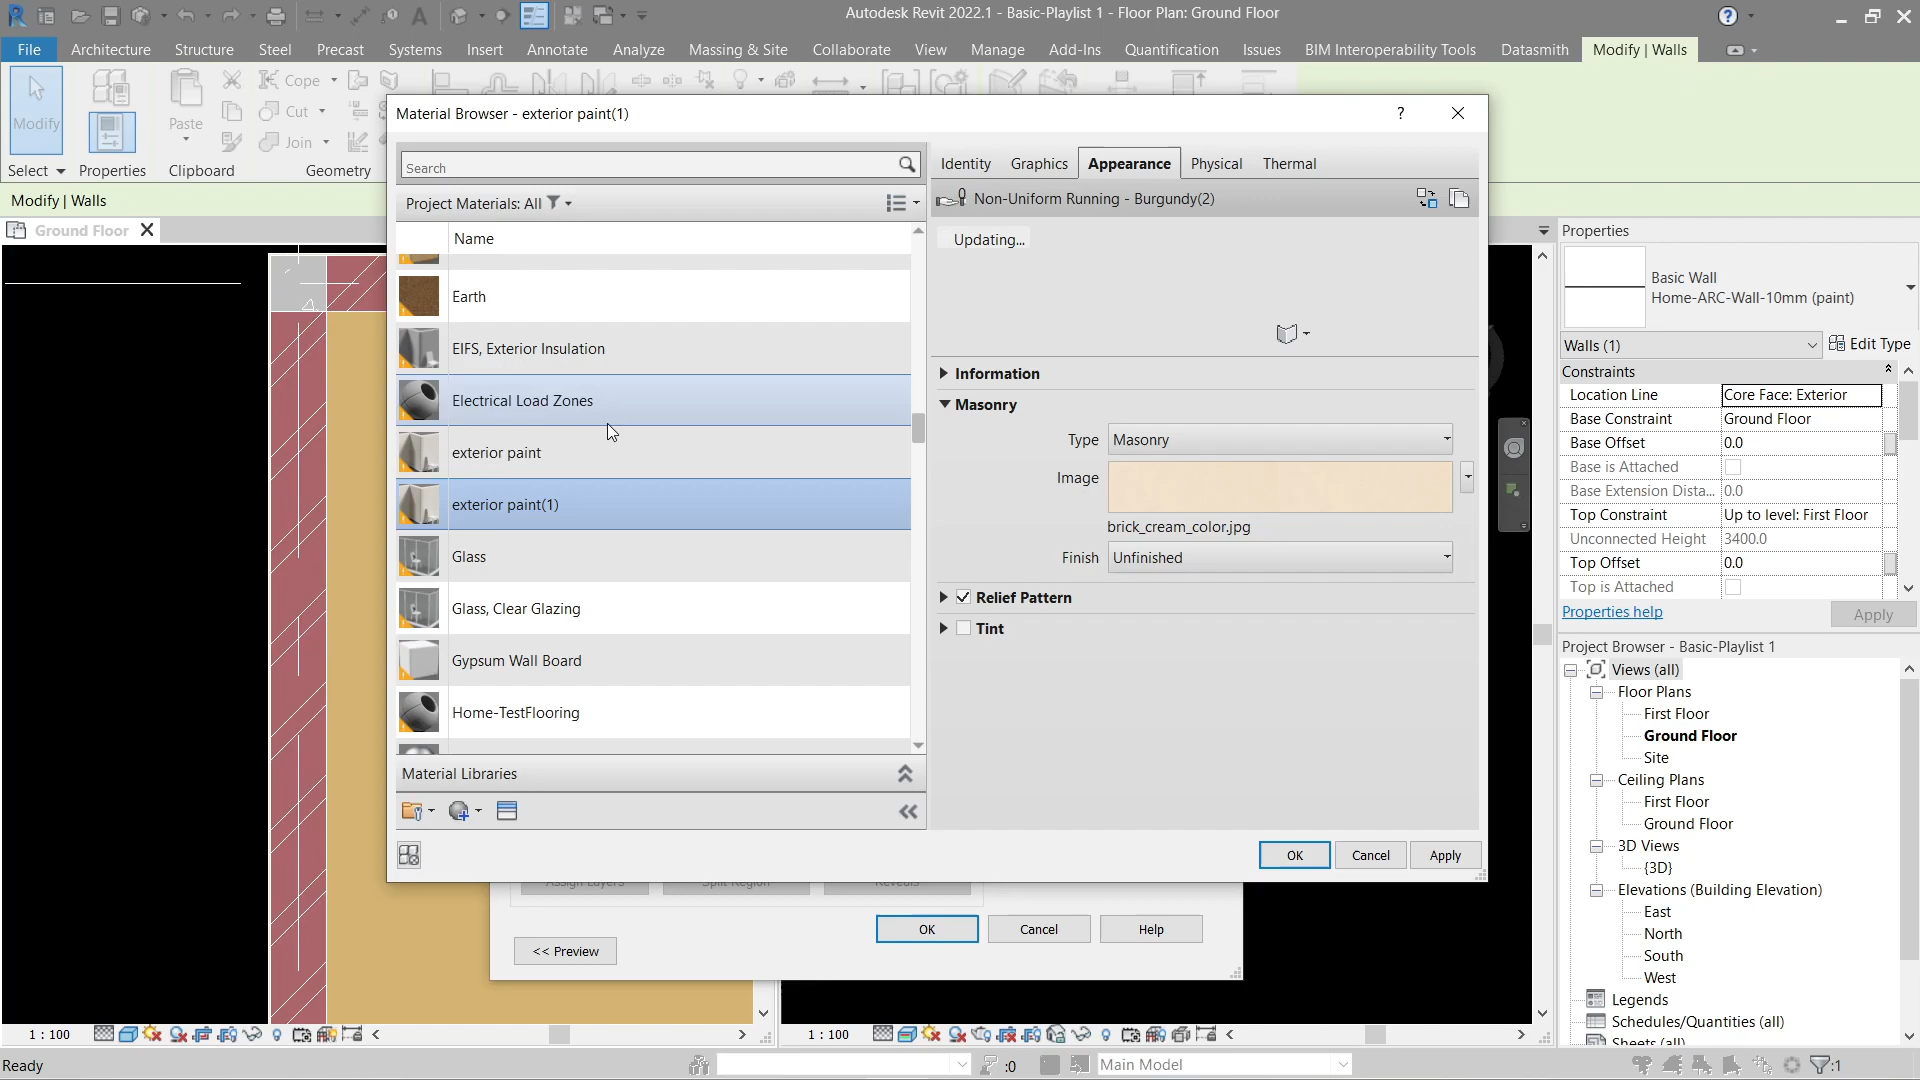 Autodesk Revit 2022.1 - Basic-Playlist 1 - Floor Plan: Ground Floor
File Architecture Structure Steel Precast Systems Insert Annotate Analyze Massing & Site Collaborate View Manage Add-Ins Quantification Issues BIM Interoperability Tools Datasmith Modify | Walls
Modify
Paste
Cope
Cut
Join
Select Properties Clipboard Geometry
Modify | Walls
Ground Floor
Material Browser - exterior paint(1)
?
Search
Project Materials: All
Name
Earth
EIFS, Exterior Insulation
Electrical Load Zones
exterior paint
exterior paint(1)
Glass
Glass, Clear Glazing
Gypsum Wall Board
Home-TestFlooring
Material Libraries
Identity Graphics Appearance Physical Thermal
Non-Uniform Running - Burgundy(2)
Updating...
Information
Masonry
Type Masonry
Image
brick_cream_color.jpg
Finish Unfinished
Relief Pattern
Tint
OK Cancel Apply
Assign Layers Split Region Reveals
OK Cancel Help
<< Preview
Properties
Basic Wall
Home-ARC-Wall-10mm (paint)
Walls (1) Edit Type
Constraints
Location Line Core Face: Exterior
Base Constraint Ground Floor
Base Offset 0.0
Base is Attached
Base Extension Dista... 0.0
Top Constraint Up to level: First Floor
Unconnected Height 3400.0
Top Offset 0.0
Top is Attached
Properties help Apply
Project Browser - Basic-Playlist 1
Views (all)
Floor Plans
First Floor
Ground Floor
Site
Ceiling Plans
First Floor
Ground Floor
3D Views
{3D}
Elevations (Building Elevation)
East
North
South
West
Legends
Schedules/Quantities (all)
Sheets (all)
1 : 100
1 : 100
Ready
:0
Main Model
:1